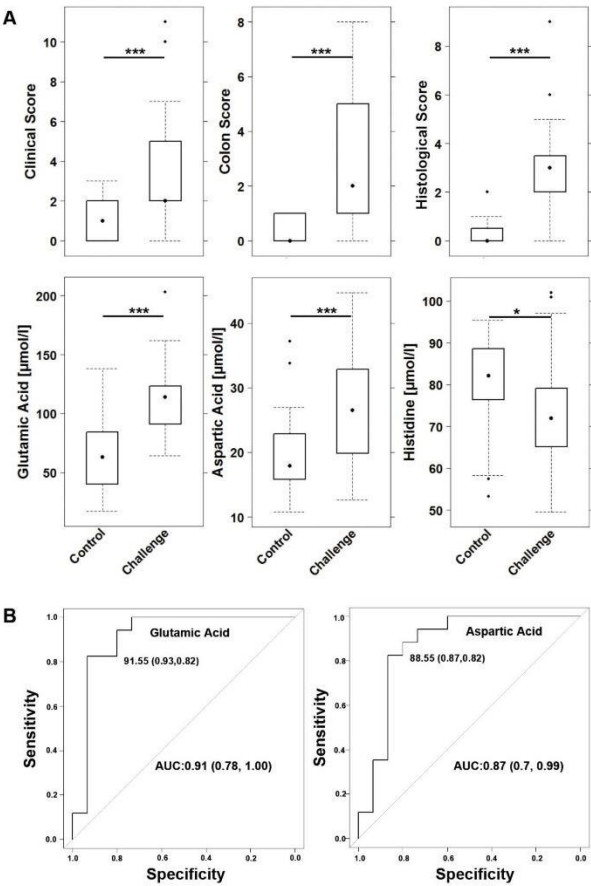 A
Clinical Score
10
8
6
4
2
0
***
Colon Score
8
6
4
2
0
***
Histological Score
8
6
4
2
0
***
Glutamic Acid [µmol/l]
200
150
100
50
***
Control
Challenge
Aspartic Acid [µmol/l]
40
30
20
10
***
Control
Challenge
Histidine [µmol/l]
100
90
80
70
60
50
*
Control
Challenge
B
Sensitivity
1.0
0.8
0.6
0.4
0.2
0.0
Glutamic Acid
91.55 (0.93,0.82)
AUC:0.91 (0.78, 1.00)
1.0 0.8 0.6 0.4 0.2 0.0
Specificity
Sensitivity
1.0
0.8
0.6
0.4
0.2
0.0
Aspartic Acid
88.55 (0.87,0.82)
AUC:0.87 (0.7, 0.99)
1.0 0.8 0.6 0.4 0.2 0.0
Specificity